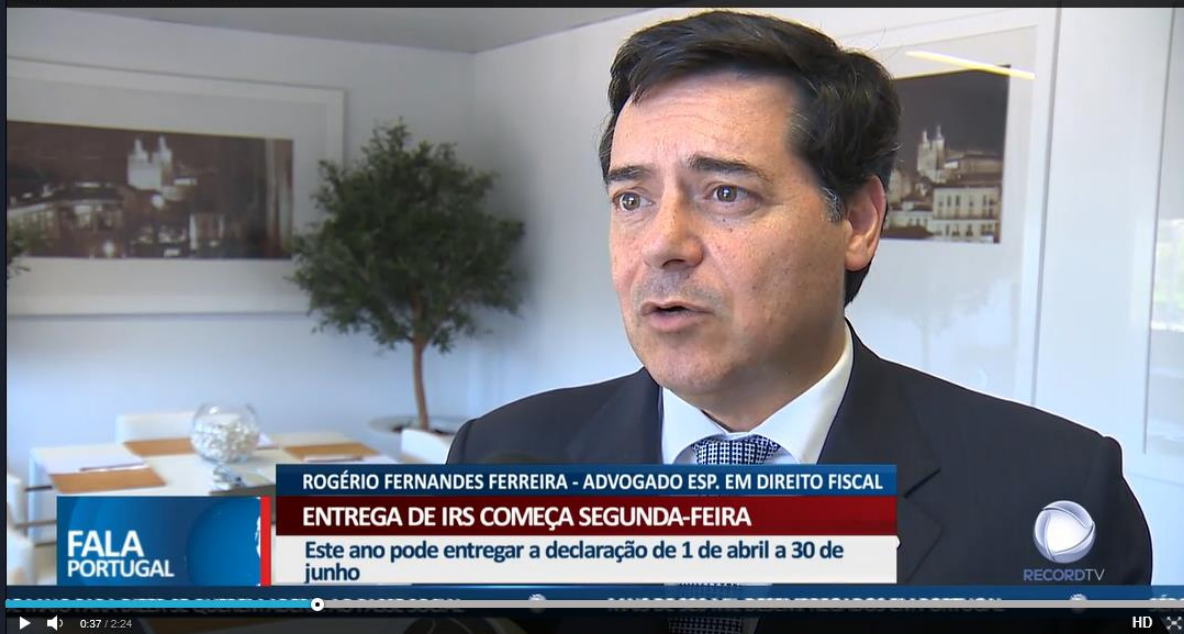 ROGÉRIO FERNANDES FERREIRA - ADVOGADO ESP. EM DIREITO FISCAL
ENTREGA DE IRS COMEÇA SEGUNDA-FEIRA
Este ano pode entregar a declaração de 1 de abril a 30 de
junho
FALA
PORTUGAL
RECORDTV
0:37 / 2:24
HD